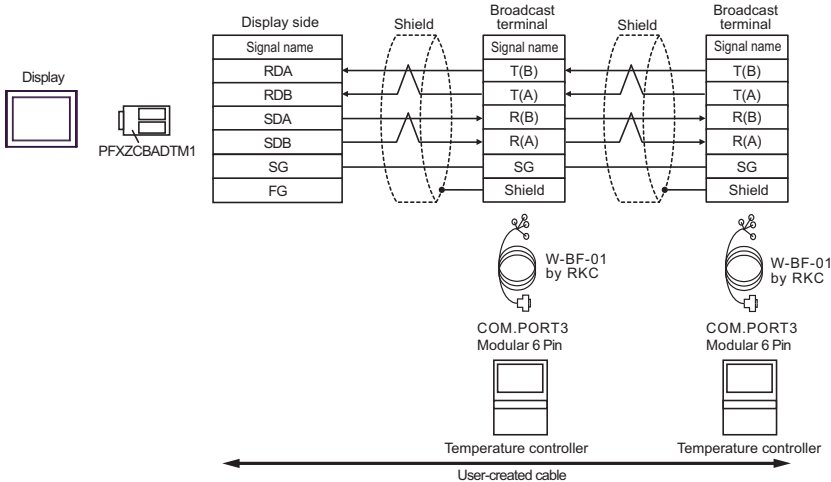 Display
PFXZCBADTM1
Display side
Signal name
RDA
RDB
SDA
SDB
SG
FG
Shield
Broadcast
terminal
Signal name
T(B)
T(A)
R(B)
R(A)
SG
Shield
Shield
Broadcast
terminal
Signal name
T(B)
T(A)
R(B)
R(A)
SG
Shield
W-BF-01
by RKC
COM.PORT3
Modular 6 Pin
Temperature controller
W-BF-01
by RKC
COM.PORT3
Modular 6 Pin
Temperature controller
User-created cable